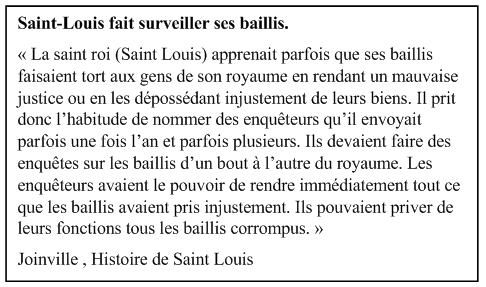 Saint-Louis fait surveiller ses baillis.
« La saint roi (Saint Louis) apprenait parfois que ses baillis
faisaient tort aux gens de son royaume en rendant un mauvaise
justice ou en les dépossédant injustement de leurs biens. Il prit
donc l’habitude de nommer des enquêteurs qu’il envoyait
parfois une fois l’an et parfois plusieurs. Ils devaient faire des
enquêtes sur les baillis d’un bout à l’autre du royaume. Les
enquêteurs avaient le pouvoir de rendre immédiatement tout ce
que les baillis avaient pris injustement. Ils pouvaient priver de
leurs fonctions tous les baillis corrompus. »
Joinville , Histoire de Saint Louis